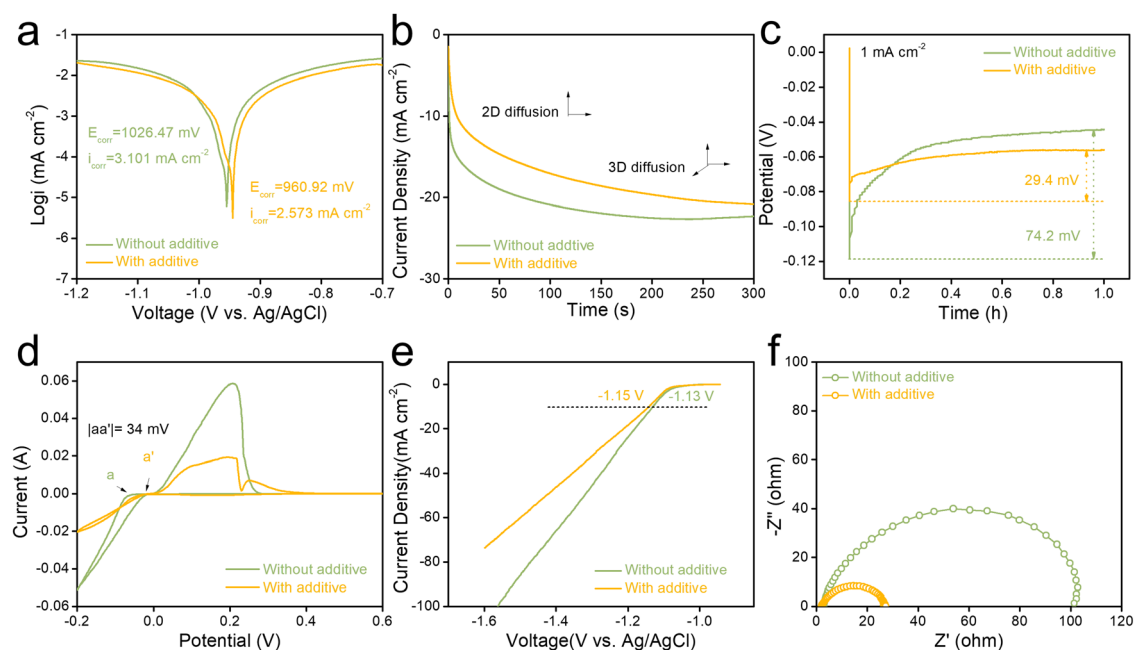 a
-1
-2
-3
-4
-5
-6
-7
Logi (mA cm-2)
Ecorr=1026.47 mV
icorr=3.101 mA cm-2
Ecorr=960.92 mV
icorr=2.573 mA cm-2
Without additive
With additive
-1.2 -1.1 -1.0 -0.9 -0.8 -0.7
Voltage (V vs. Ag/AgCl)
b
0
-10
-20
-30
Current Density (mA cm-2)
2D diffusion
3D diffusion
Without additive
With additive
0 50 100 150 200 250 300
Time (s)
c
0.00
-0.02
-0.04
-0.06
-0.08
-0.10
-0.12
Potential (V)
1 mA cm-2
Without additive
With additive
29.4 mV
74.2 mV
0.0 0.2 0.4 0.6 0.8 1.0
Time (h)
d
0.06
0.04
0.02
0.00
-0.02
-0.04
-0.06
Current (A)
|aa'|= 34 mV
a'
a
Without additive
With additive
-0.2 0.0 0.2 0.4 0.6
Potential (V)
e
0
-20
-40
-60
-80
-100
Current Density(mA cm-2)
-1.15 V
-1.13 V
Without additive
With additive
-1.6 -1.4 -1.2 -1.0
Voltage(V vs. Ag/AgCl)
f
100
80
60
40
20
0
-Z" (ohm)
Without additive
With additive
0 20 40 60 80 100 120
Z' (ohm)